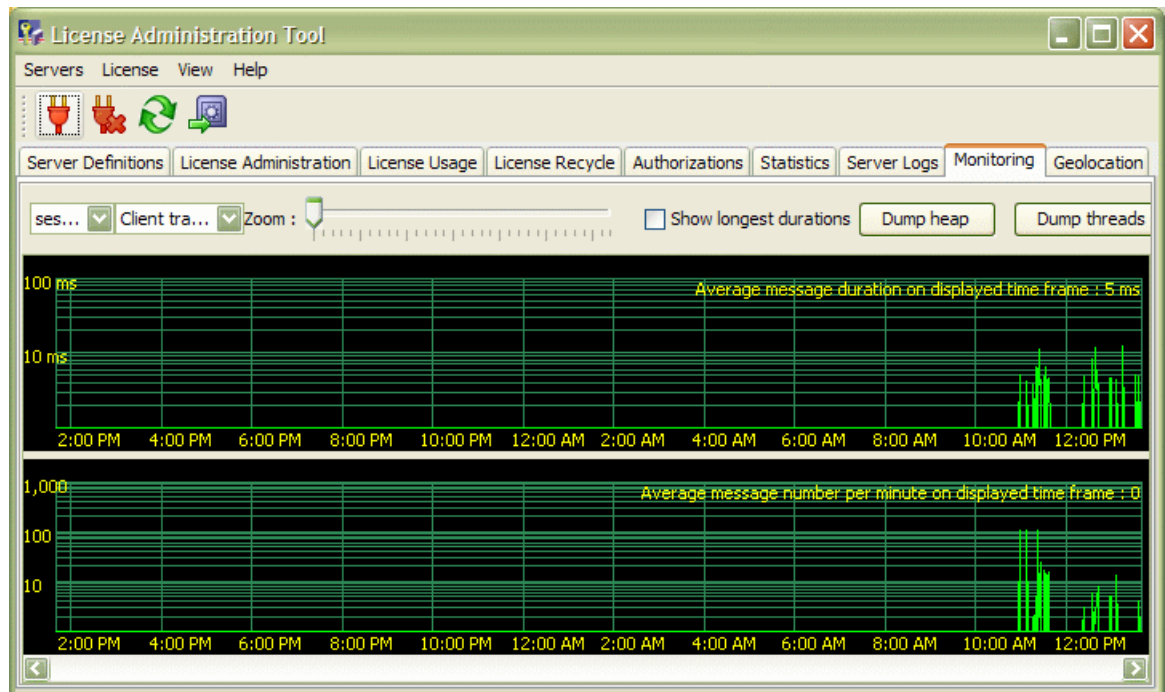 License Administration Tool
Servers License View Help
Server Definitions License Administration License Usage License Recycle Authorizations Statistics Server Logs Monitoring Geolocation
ses... Client tra... Zoom : Show longest durations Dump heap Dump threads
100 ms Average message duration on displayed time frame : 5 ms
10 ms
2:00 PM 4:00 PM 6:00 PM 8:00 PM 10:00 PM 12:00 AM 2:00 AM 4:00 AM 6:00 AM 8:00 AM 10:00 AM 12:00 PM
1,000 Average message number per minute on displayed time frame : 0
100
10
2:00 PM 4:00 PM 6:00 PM 8:00 PM 10:00 PM 12:00 AM 2:00 AM 4:00 AM 6:00 AM 8:00 AM 10:00 AM 12:00 PM